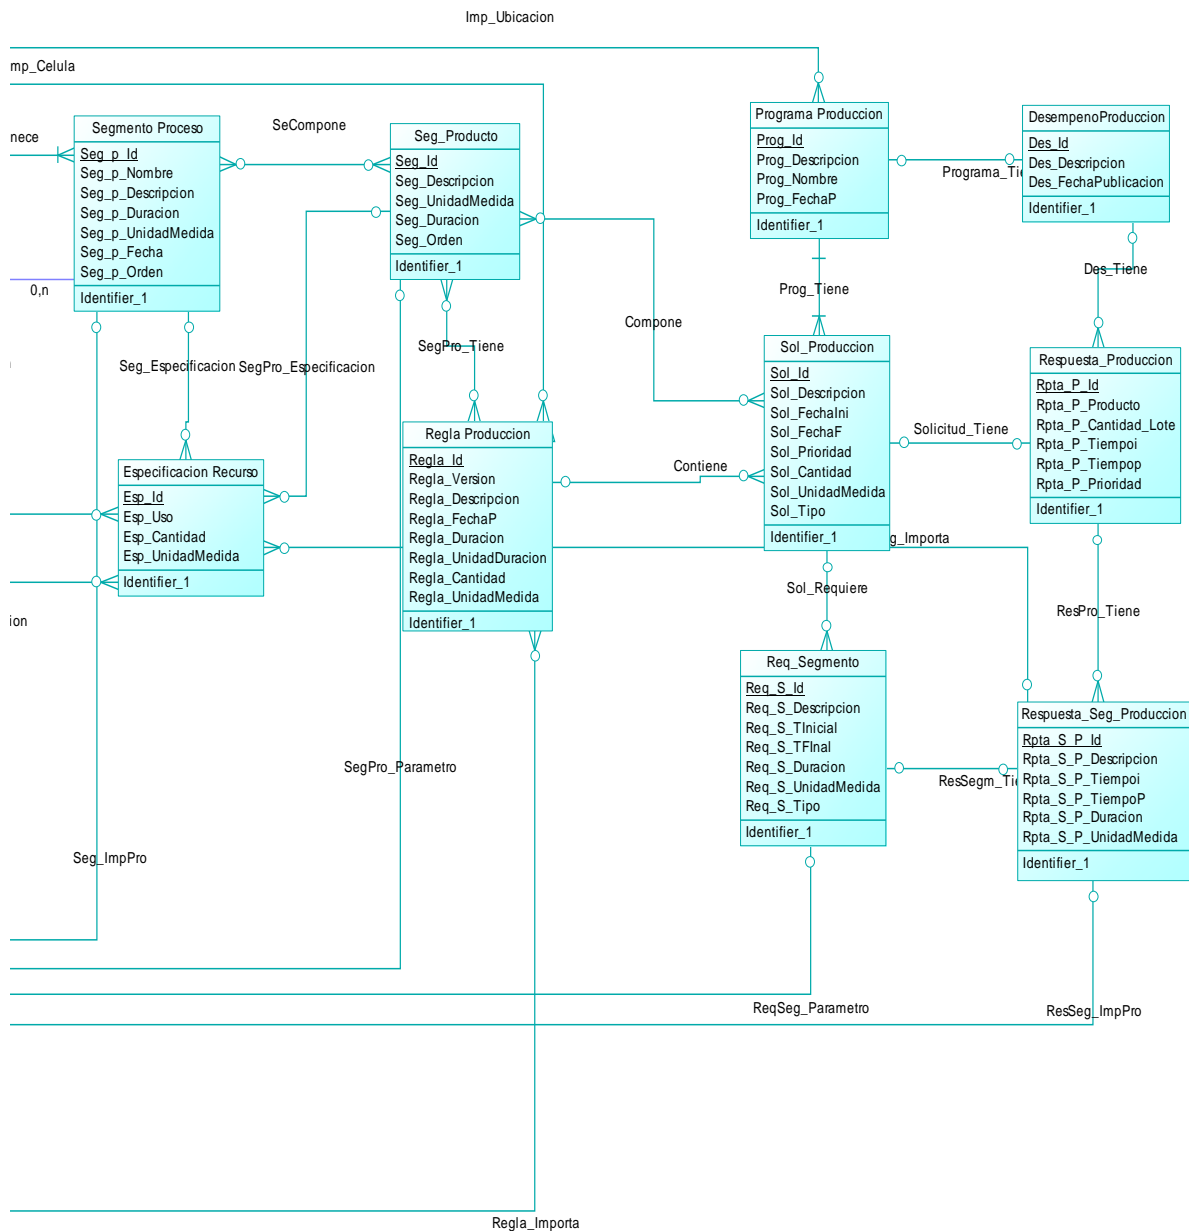 Imp_Ubicacion
mp_Celula
nece
0,n
ion
Segmento Proceso
Seg_p_Id
Seg_p_Nombre
Seg_p_Descripcion
Seg_p_Duracion
Seg_p_UnidadMedida
Seg_p_Fecha
Seg_p_Orden
Identifier_1
SeCompone
Seg_Producto
Seg_Id
Seg_Descripcion
Seg_UnidadMedida
Seg_Duracion
Seg_Orden
Identifier_1
Programa Produccion
Prog_Id
Prog_Descripcion
Prog_Nombre
Prog_FechaP
Identifier_1
Programa_Tie
DesempenoProduccion
Des_Id
Des_Descripcion
Des_FechaPublicacion
Identifier_1
Des_Tiene
Prog_Tiene
Compone
SegPro_Tiene
Seg_Especificacion
SegPro_Especificacion
Sol_Produccion
Sol_Id
Sol_Descripcion
Sol_FechaIni
Sol_FechaF
Sol_Prioridad
Sol_Cantidad
Sol_UnidadMedida
Sol_Tipo
Identifier_1
Solicitud_Tiene
Respuesta_Produccion
Rpta_P_Id
Rpta_P_Producto
Rpta_P_Cantidad_Lote
Rpta_P_Tiempoi
Rpta_P_Tiempop
Rpta_P_Prioridad
Identifier_1
Especificacion Recurso
Esp_Id
Esp_Uso
Esp_Cantidad
Esp_UnidadMedida
Identifier_1
Regla Produccion
Regla_Id
Regla_Version
Regla_Descripcion
Regla_FechaP
Regla_Duracion
Regla_UnidadDuracion
Regla_Cantidad
Regla_UnidadMedida
Identifier_1
Contiene
g_Importa
Sol_Requiere
ResPro_Tiene
Req_Segmento
Req_S_Id
Req_S_Descripcion
Req_S_TInicial
Req_S_TFInal
Req_S_Duracion
Req_S_UnidadMedida
Req_S_Tipo
Identifier_1
ResSegm_Tie
Respuesta_Seg_Produccion
Rpta_S_P_Id
Rpta_S_P_Descripcion
Rpta_S_P_Tiempoi
Rpta_S_P_TiempoP
Rpta_S_P_Duracion
Rpta_S_P_UnidadMedida
Identifier_1
SegPro_Parametro
Seg_ImpPro
ReqSeg_Parametro
ResSeg_ImpPro
Regla_Importa